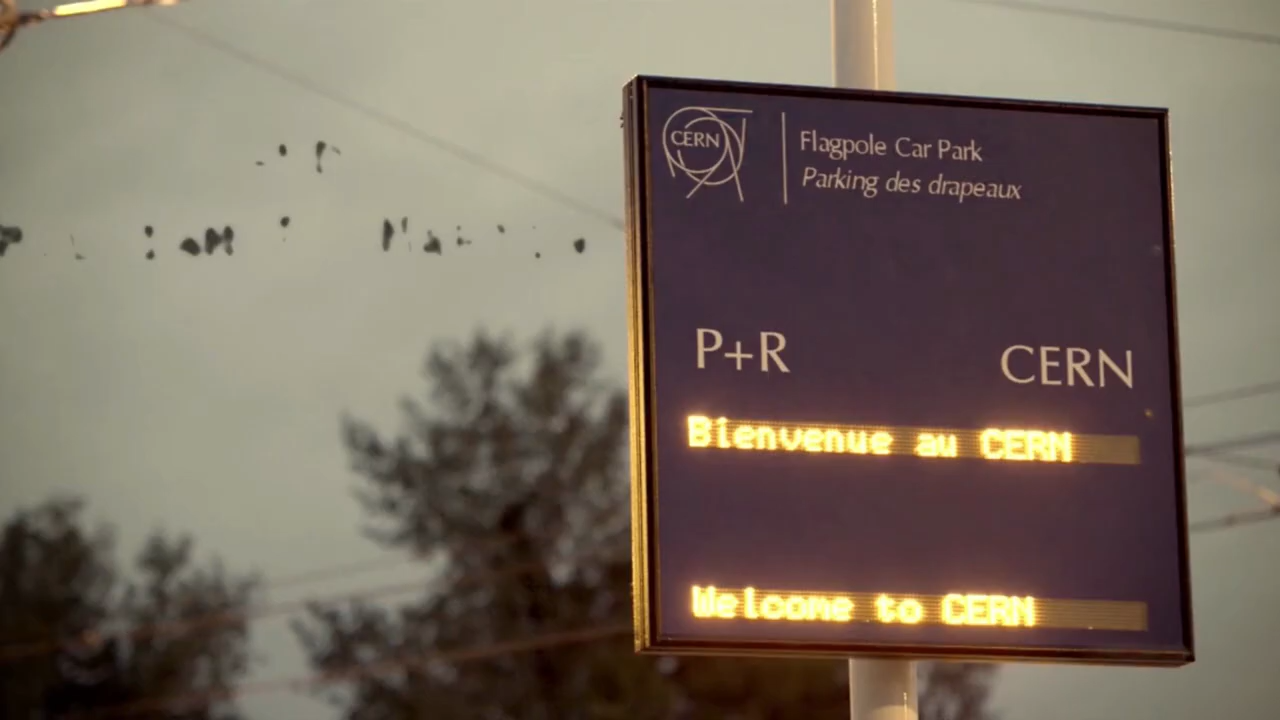 CERN
Flagpole Car Park
Parking des drapeaux
P+R CERN
Bienvenue au CERN
Welcome to CERN